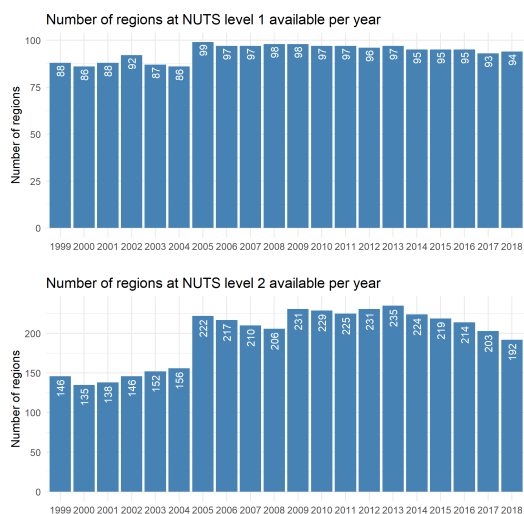 Number of regions at NUTS level 1 available per year
Number of regions
100
75
50
25
0
88 86 88 92 87 86 99 97 97 98 98 97 97 96 97 95 95 95 93 94
1999 2000 2001 2002 2003 2004 2005 2006 2007 2008 2009 2010 2011 2012 2013 2014 2015 2016 2017 2018
Number of regions at NUTS level 2 available per year
Number of regions
200
150
100
50
0
146 135 138 146 152 156 222 217 210 206 231 229 225 231 235 224 219 214 203 192
1999 2000 2001 2002 2003 2004 2005 2006 2007 2008 2009 2010 2011 2012 2013 2014 2015 2016 2017 2018